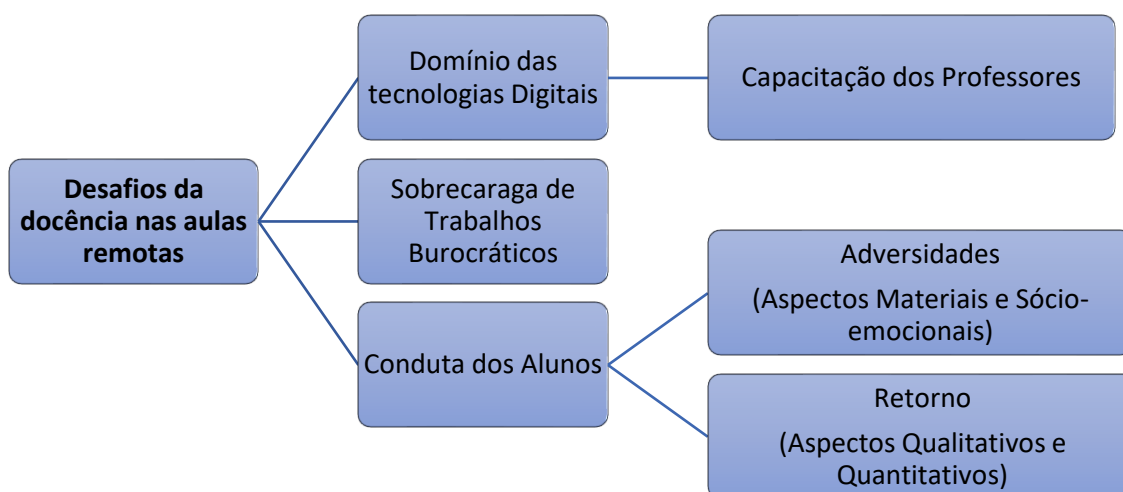 Desafios da
docência nas aulas
remotas
Domínio das
tecnologias Digitais
Capacitação dos Professores
Sobrecaraga de
Trabalhos
Burocráticos
Conduta dos Alunos
Adversidades
(Aspectos Materiais e Sócio-
emocionais)
Retorno
(Aspectos Qualitativos e
Quantitativos)